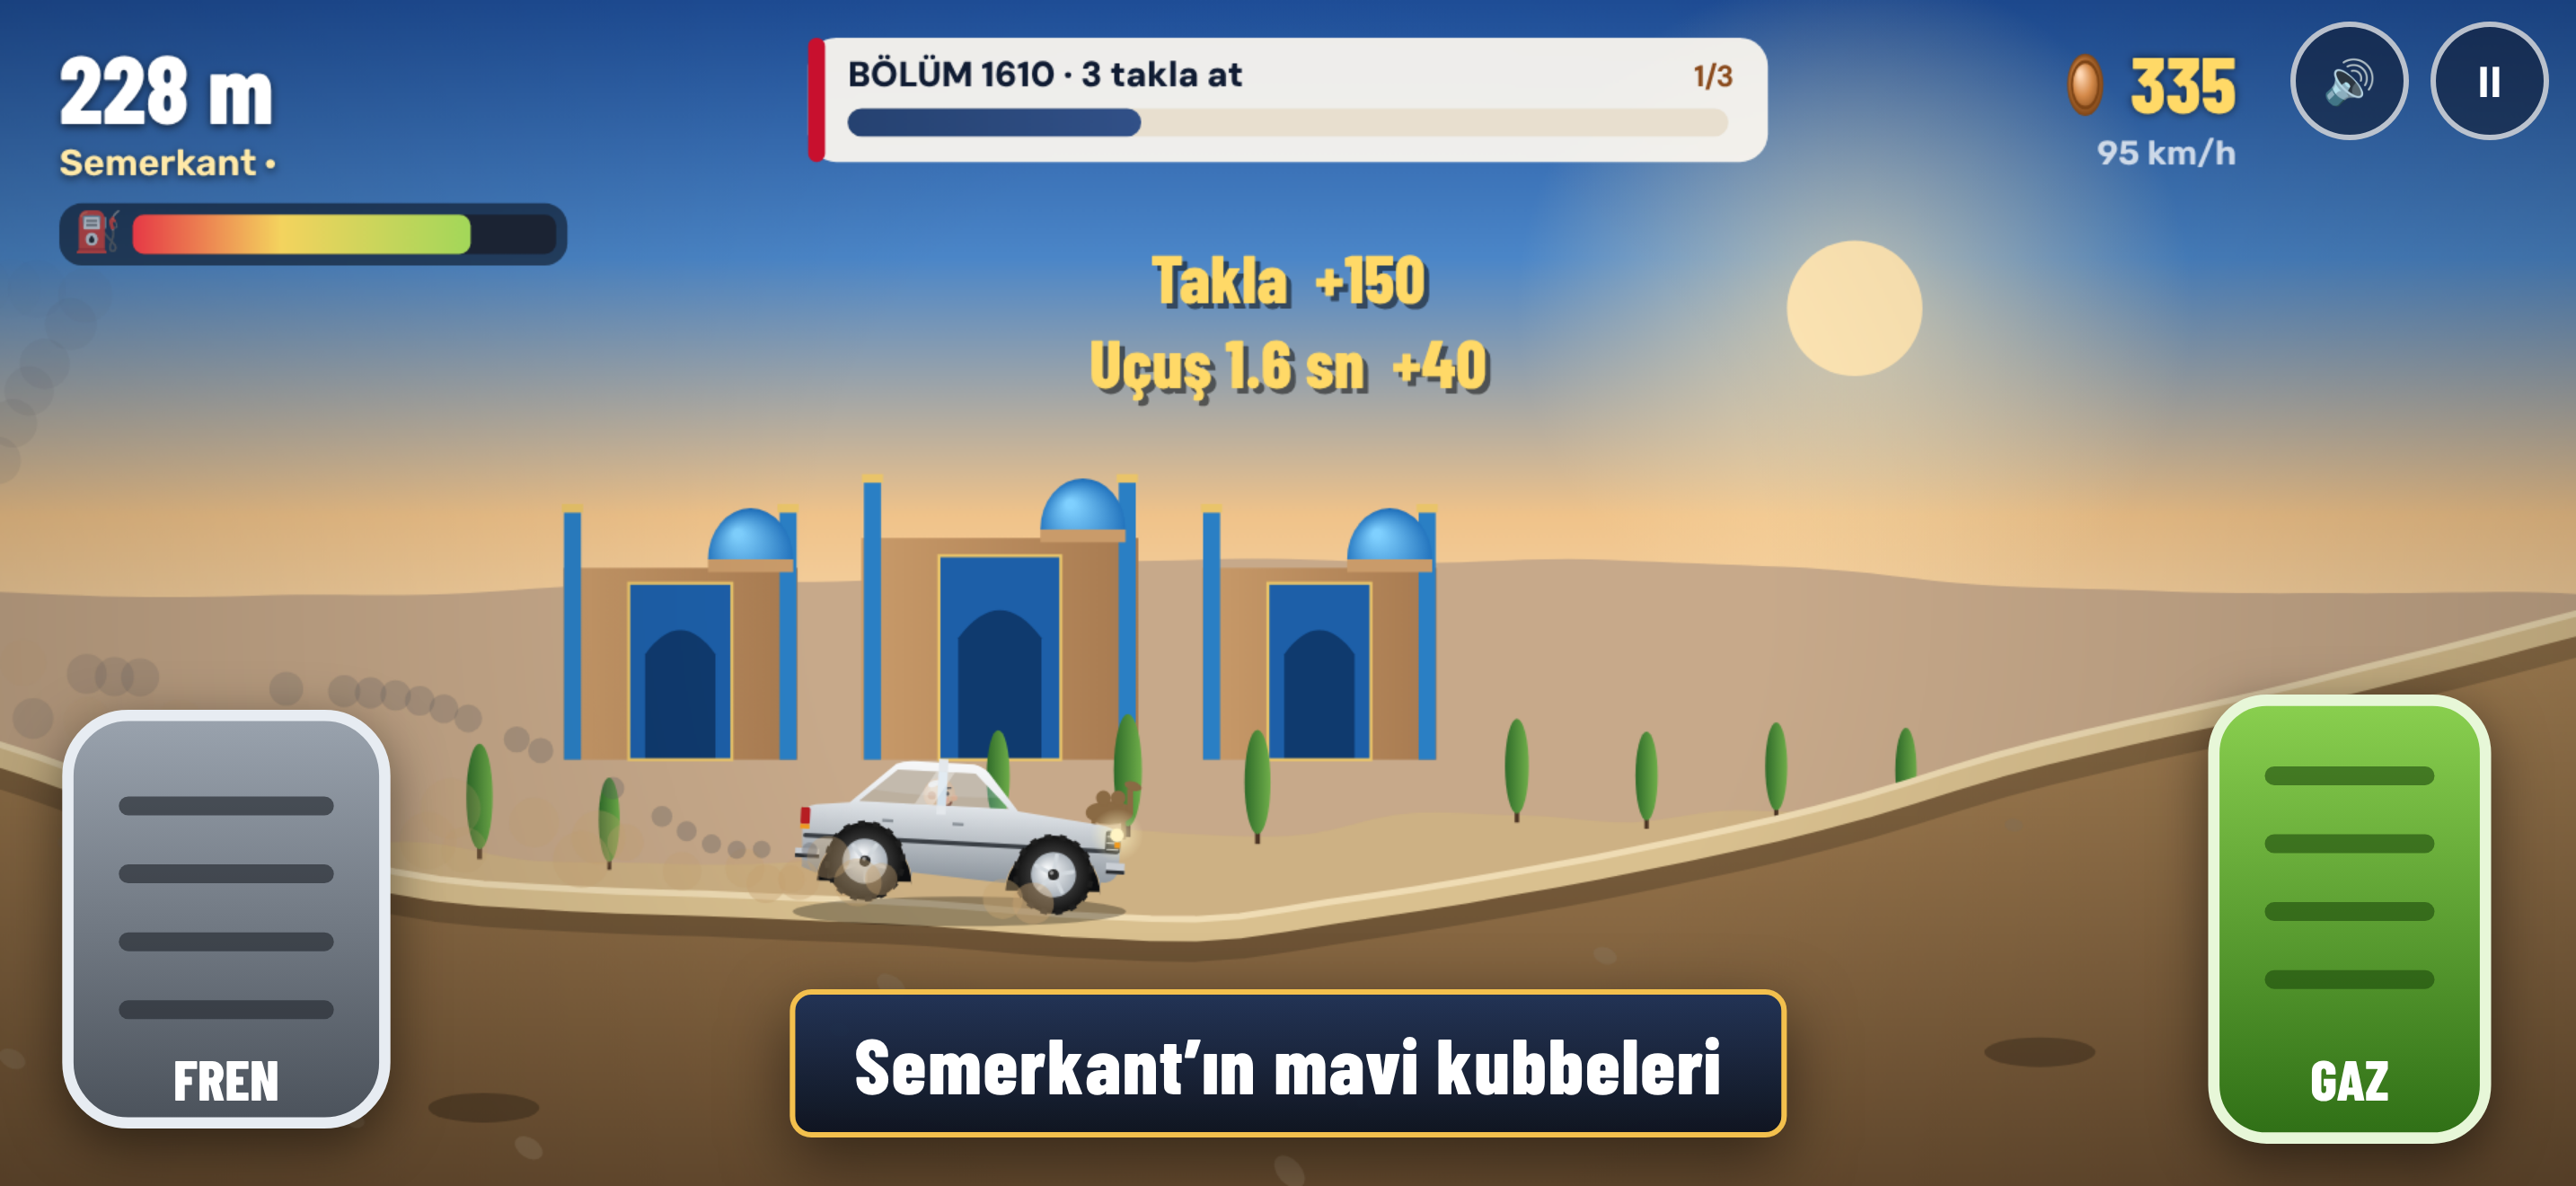 228 m
Semerkant •
BÖLÜM 1610 · 3 takla at
1/3
335
95 km/h
Takla +150
Uçuş 1.6 sn +40
FREN
Semerkant’ın mavi kubbeleri
GAZ